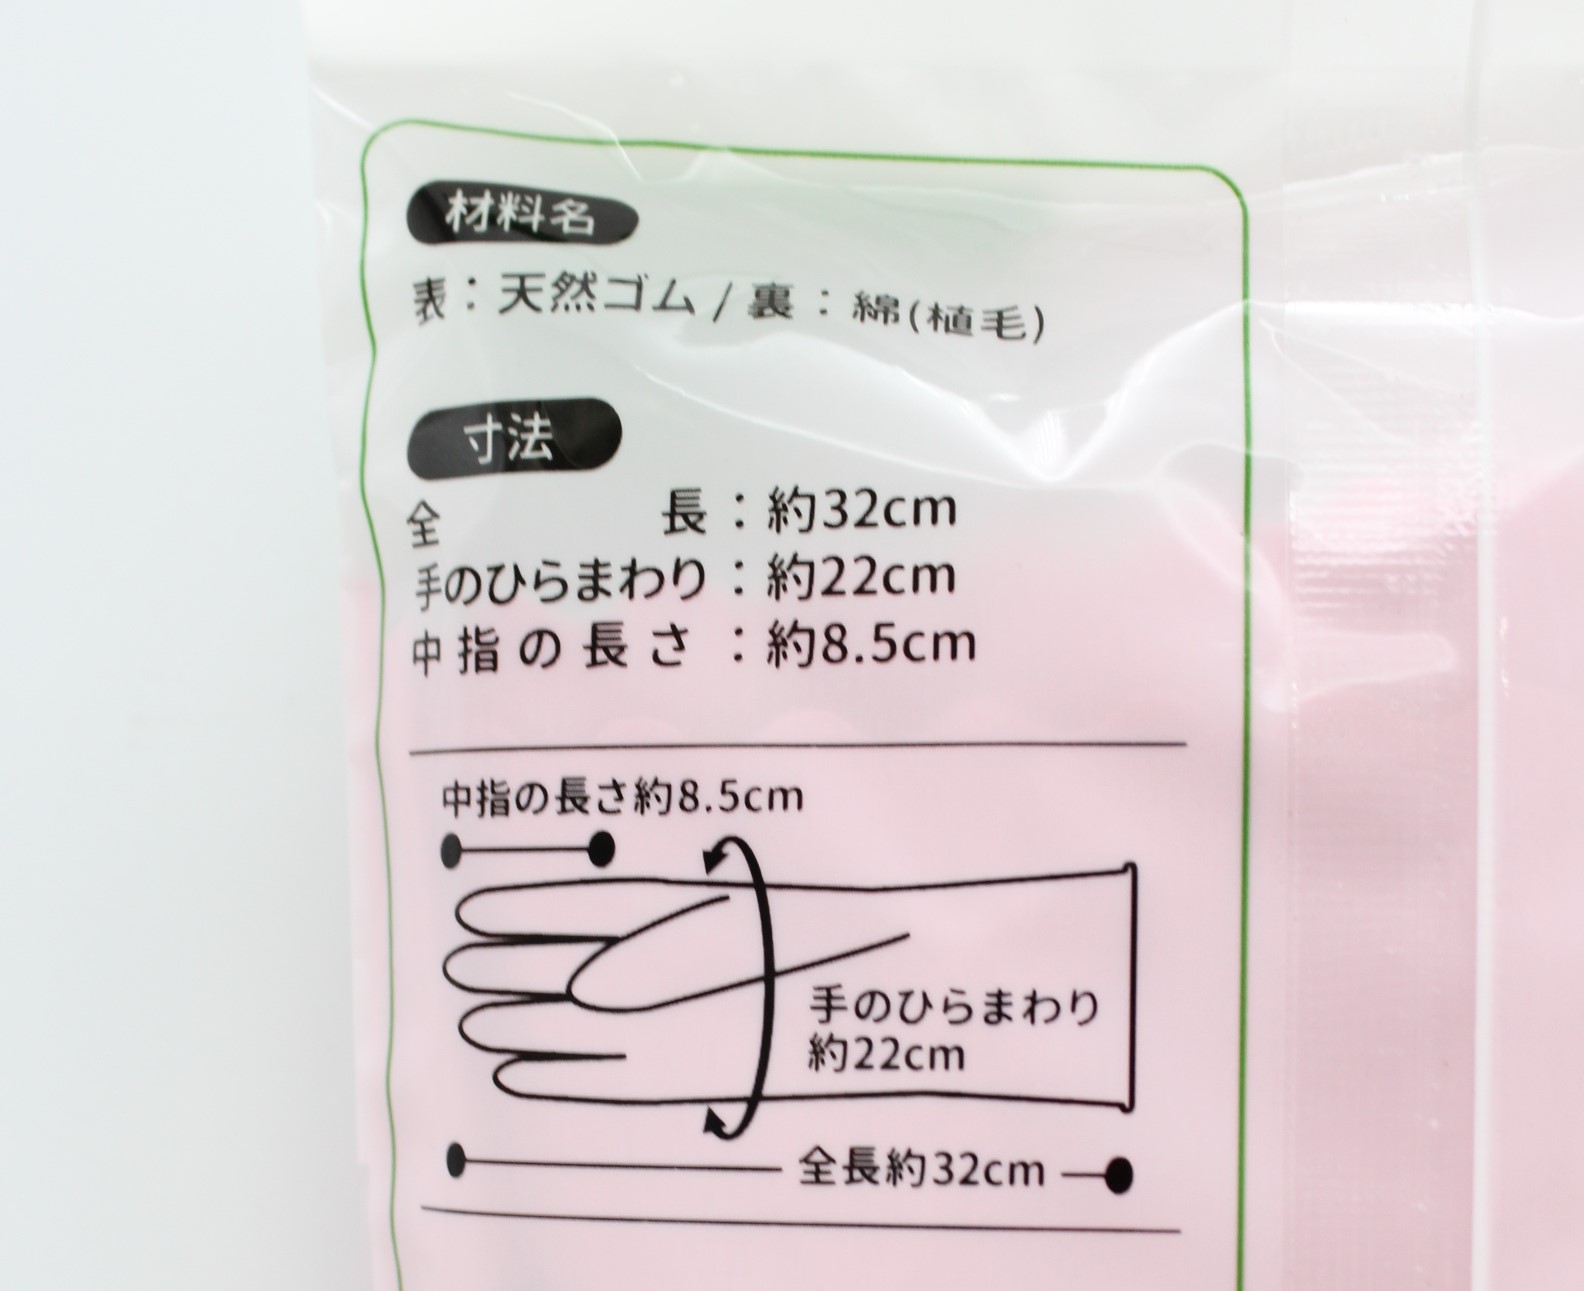 材料名
表：天然ゴム/裏：綿(植毛)
寸法
全長：約32cm
手のひらまわり：約22cm
中指の長さ：約8.5cm
中指の長さ約8.5cm
手のひらまわり
約22cm
全長約32cm